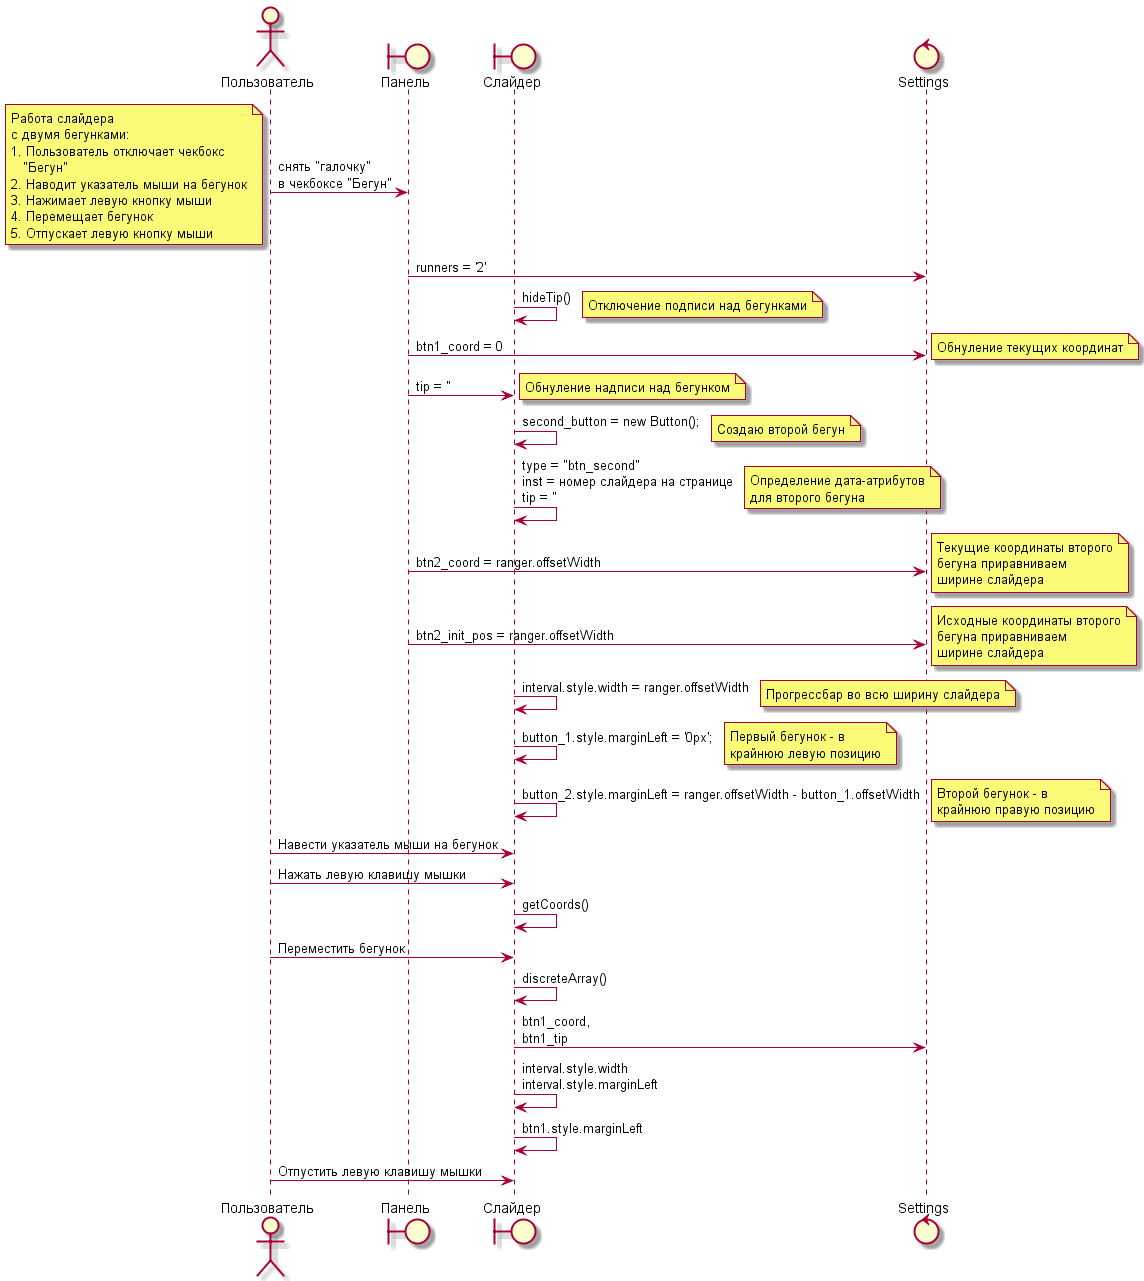 Пользователь
Панель
Слайдер
Settings
Работа слайдера
с двумя бегунками:
1. Пользователь отключает чекбокс
"Бегун"
2. Наводит указатель мыши на бегунок
3. Нажимает левую кнопку мыши
4. Перемещает бегунок
5. Отпускает левую кнопку мыши
снять "галочку"
в чекбоксе "Бегун"
runners = '2'
hideTip()
Отключение подписи над бегунками
btn1_coord = 0
Обнуление текущих координат
tip = ''
Обнуление надписи над бегунком
second_button = new Button();
Создаю второй бегун
type = "btn_second"
inst = номер слайдера на странице
tip = ''
Определение дата-атрибутов
для второго бегуна
btn2_coord = ranger.offsetWidth
Текущие координаты второго
бегуна приравниваем
ширине слайдера
btn2_init_pos = ranger.offsetWidth
Исходные координаты второго
бегуна приравниваем
ширине слайдера
interval.style.width = ranger.offsetWidth
Прогрессбар во всю ширину слайдера
button_1.style.marginLeft = '0px';
Первый бегунок - в
крайнюю левую позицию
button_2.style.marginLeft = ranger.offsetWidth - button_1.offsetWidth
Второй бегунок - в
крайнюю правую позицию
Навести указатель мыши на бегунок
Нажать левую клавишу мышки
getCoords()
Переместить бегунок
discreteArray()
btn1_coord,
btn1_tip
interval.style.width
interval.style.marginLeft
btn1.style.marginLeft
Отпустить левую клавишу мышки
Пользователь
Панель
Слайдер
Settings